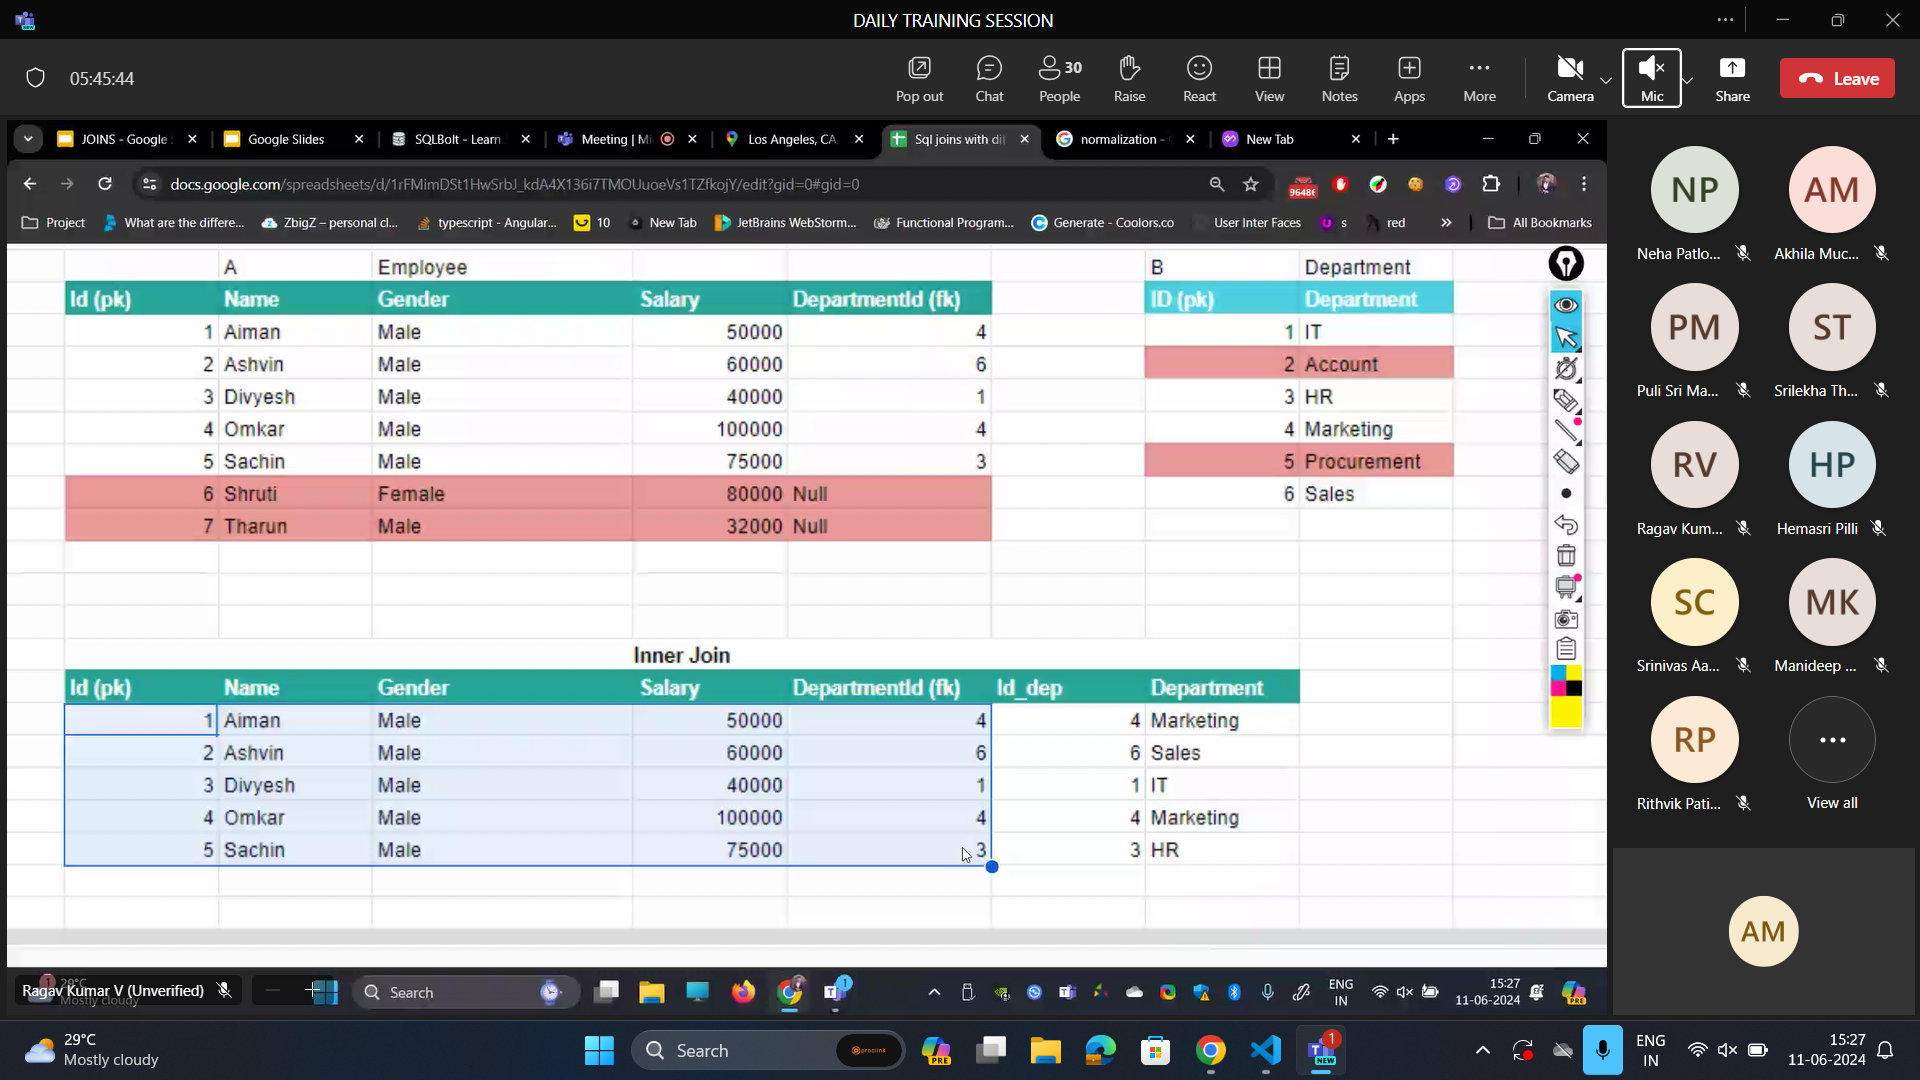 DAILY TRAINING SESSION
05:45:44
Pop out
Chat
30
People
Raise
React
View
Notes
Apps
More
Camera
Mic
Share
Leave
JOINS - Google
Google Slides
SQLBolt - Learn
Meeting | Mi
Los Angeles, CA
Sql joins with dif
normalization -
New Tab
docs.google.com/spreadsheets/d/1rFMimDSt1HwSrbJ_kdA4X136i7TMOUuoeVs1TZfkojY/edit?gid=0#gid=0
Project
What are the differe...
ZbigZ – personal cl...
typescript - Angular...
10
New Tab
JetBrains WebStorm...
Functional Program...
Generate - Coolors.co
User Inter Faces
s
red
»
All Bookmarks
A Employee
Id (pk) Name Gender Salary DepartmentId (fk)
1 Aiman Male 50000 4
2 Ashvin Male 60000 6
3 Divyesh Male 40000 1
4 Omkar Male 100000 4
5 Sachin Male 75000 3
6 Shruti Female 80000 Null
7 Tharun Male 32000 Null
B Department
ID (pk) Department
1 IT
2 Account
3 HR
4 Marketing
5 Procurement
6 Sales
Inner Join
Id (pk) Name Gender Salary DepartmentId (fk) Id_dep Department
1 Aiman Male 50000 4 4 Marketing
2 Ashvin Male 60000 6 6 Sales
3 Divyesh Male 40000 1 1 IT
4 Omkar Male 100000 4 4 Marketing
5 Sachin Male 75000 3 3 HR
NP
Neha Patlo...
AM
Akhila Muc...
PM
Puli Sri Ma...
ST
Srilekha Th...
RV
Ragav Kum...
HP
Hemasri Pilli
SC
Srinivas Aa...
MK
Manideep ...
RP
Rithvik Pati...
View all
AM
Ragav Kumar V (Unverified)
29°C
Mostly cloudy
Search
1
ENG
IN
15:27
11-06-2024
PRE
29°C
Mostly cloudy
Search
PRE
1
NEW
ENG
IN
15:27
11-06-2024